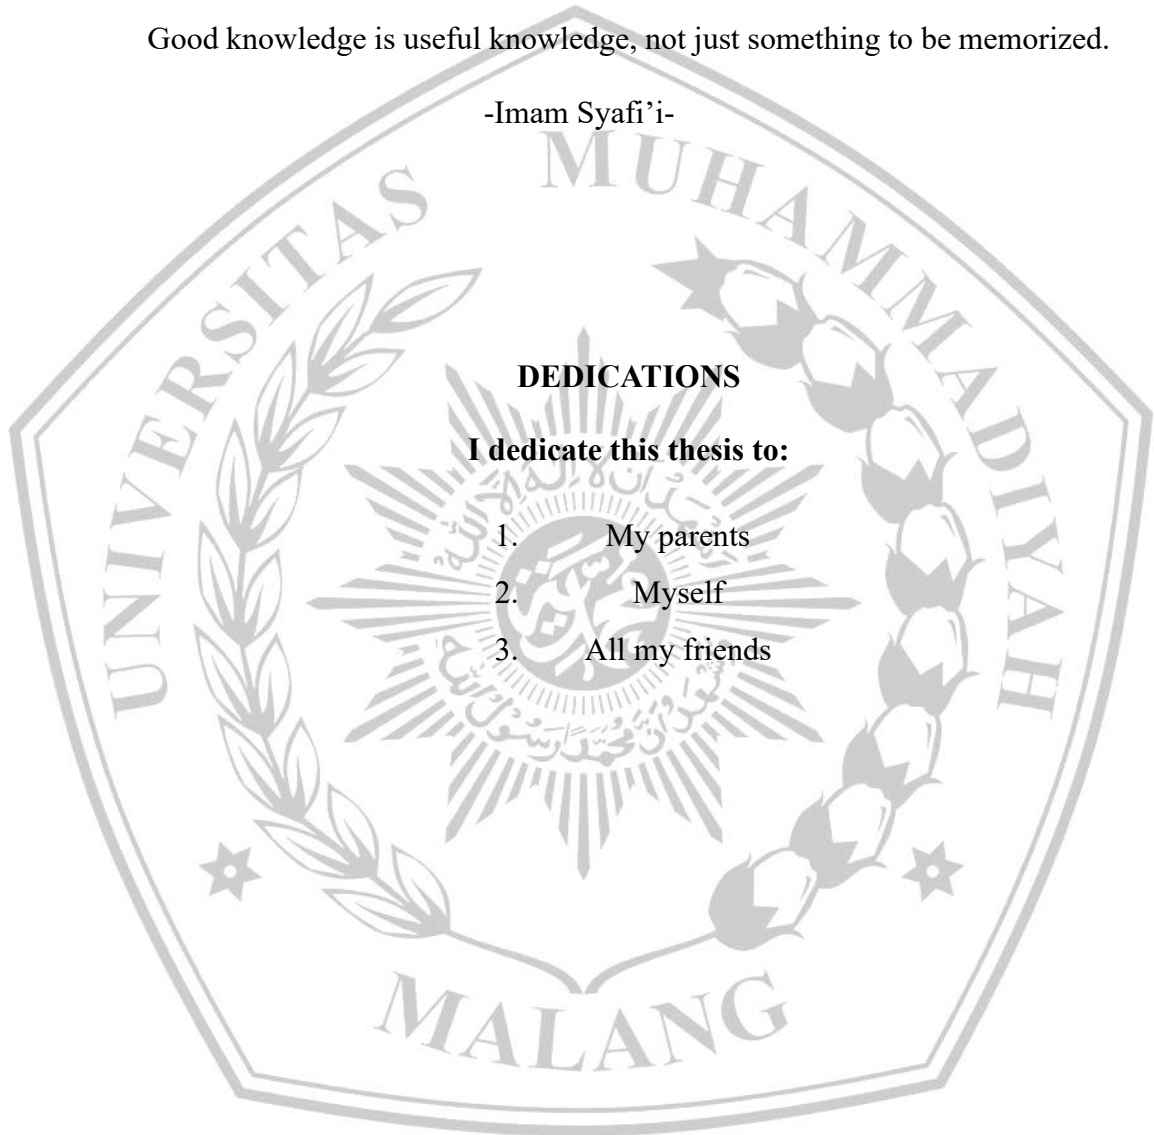 Good knowledge is useful knowledge, not just something to be memorized.
-Imam Syafi’i-
UNIVERSITAS MUHAMMADIYAH
DEDICATIONS
I dedicate this thesis to:
1. My parents
2. Myself
3. All my friends
MALANG